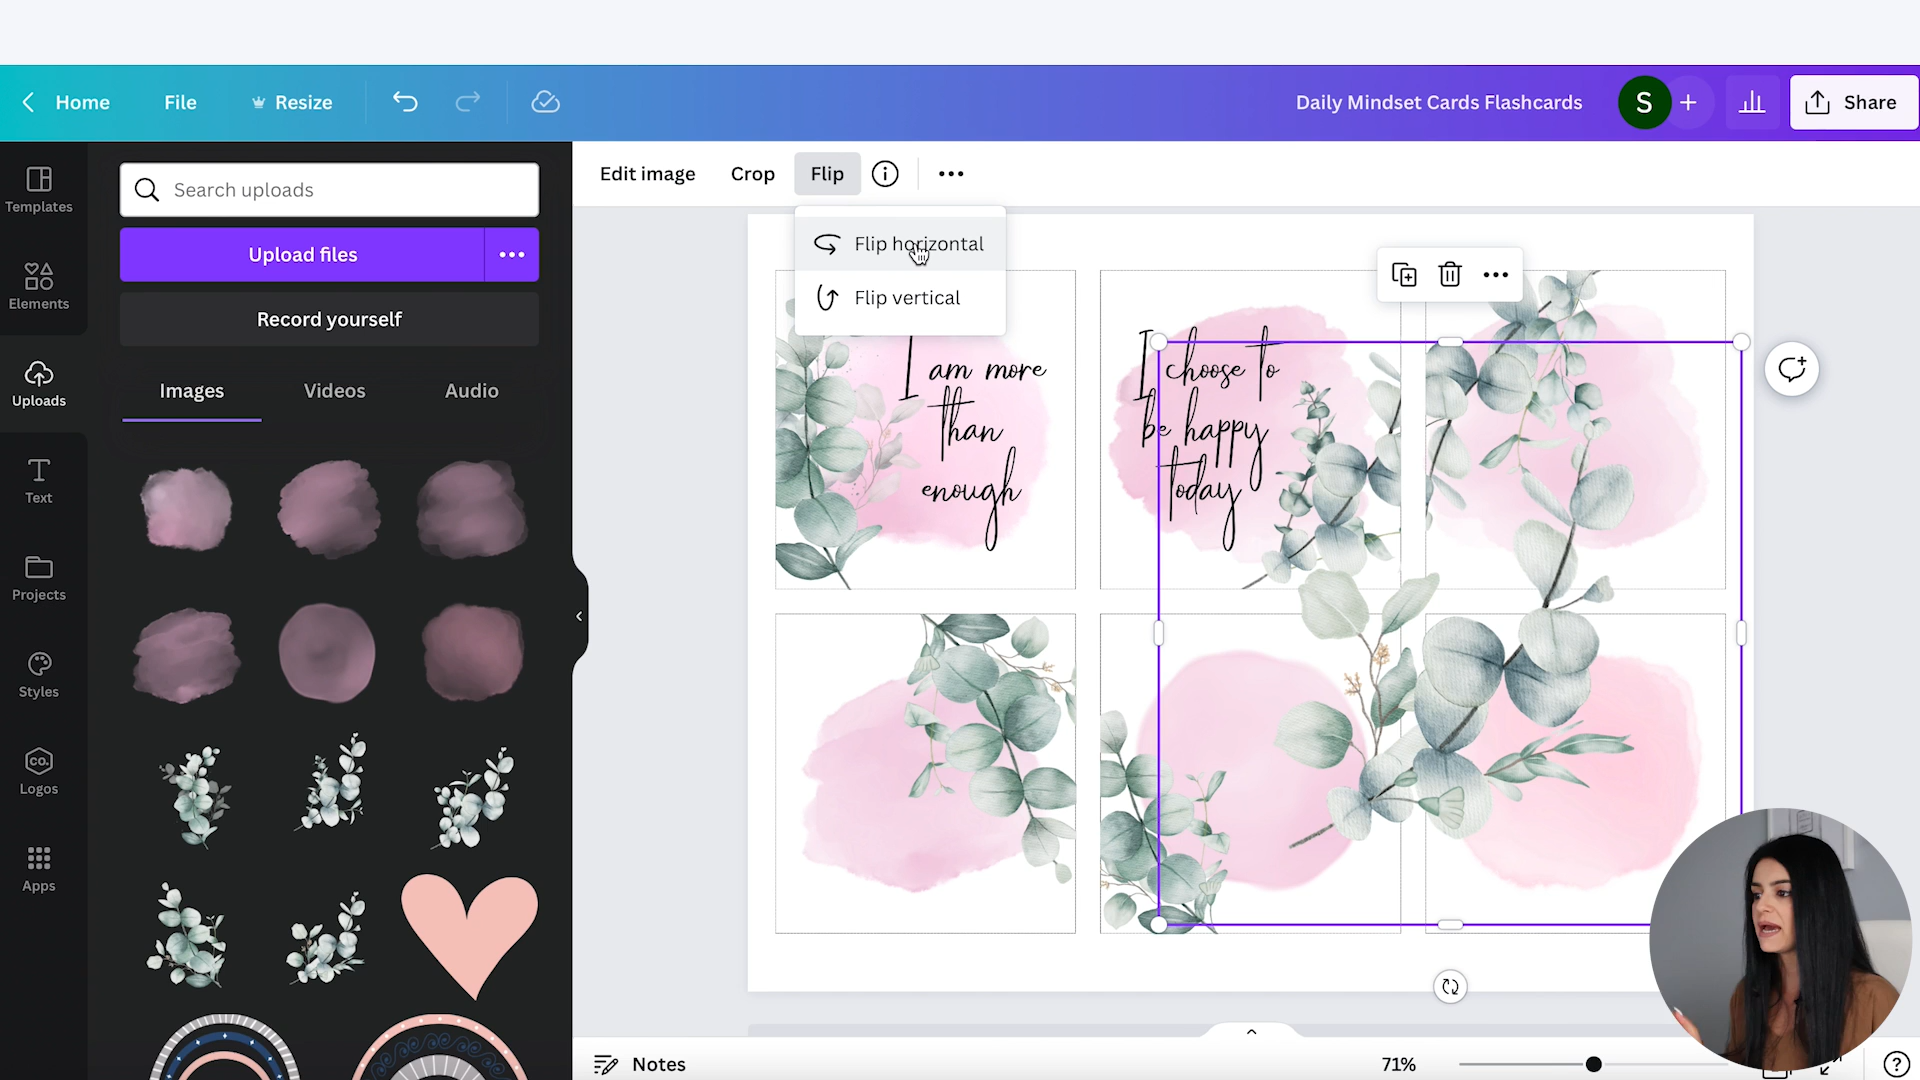 Home
File
Resize
Daily Mindset Cards Flashcards
S
+
Share
Templates
Elements
Uploads
Text
Projects
Styles
CO.
Logos
Apps
Search uploads
Upload files
Record yourself
Images
Videos
Audio
Edit image
Crop
Flip
Flip horizontal
Flip vertical
I am more
than
enough
I choose to
be happy
today
Notes
71%
?